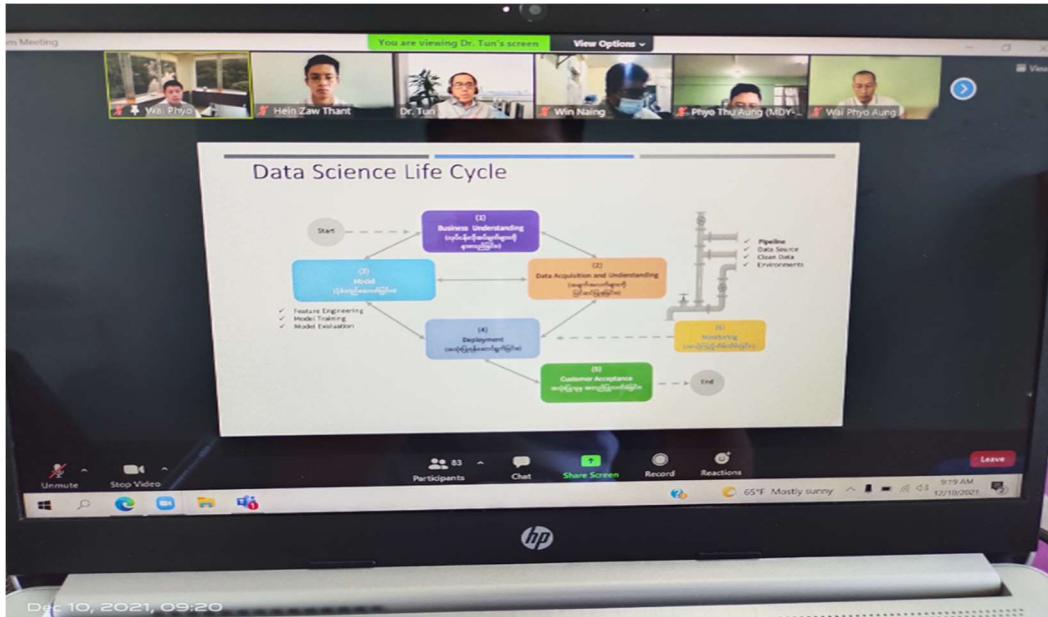 m Meeting
You are viewing Dr. Tun's screen
View Options
View
Wai Phyo
Hein Zaw Thant
Dr. Tun
Win Naing
Phyo Thu Aung (MDY-...
Wai Phyo Aung
Data Science Life Cycle
Start
(1)
Business Understanding
(2)
Data Acquisition and Understanding
(3)
Model
✓ Feature Engineering
✓ Model Training
✓ Model Evaluation
✓ Pipeline
✓ Data Source
✓ Clean Data
✓ Environments
(4)
Deployment
(6)
Monitoring
(5)
Customer Acceptance
End
Unmute
Stop Video
83
Participants
Chat
Share Screen
Record
Reactions
Leave
65°F Mostly sunny
9:19 AM
12/10/2021
hp
Dec 10, 2021, 09:20